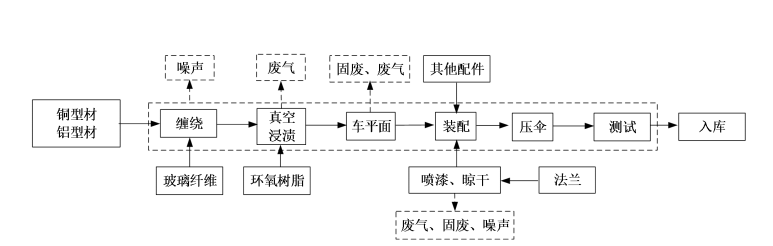 噪声
废气
固废、废气
其他配件
铜型材
铝型材
缠绕
真空
浸渍
车平面
装配
压伞
测试
入库
玻璃纤维
环氧树脂
喷漆、晾干
法兰
废气、固废、噪声